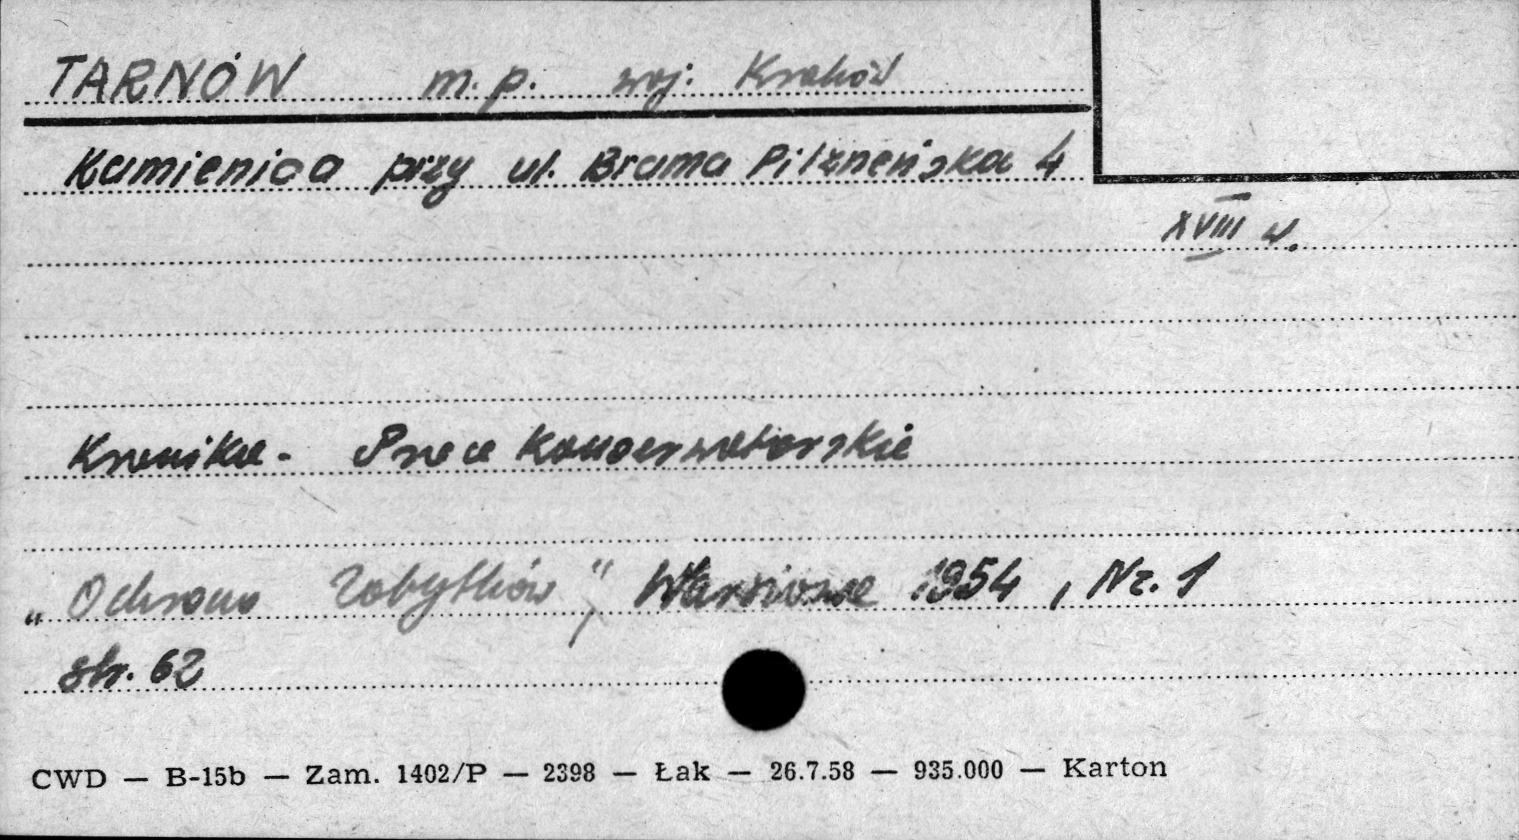 TARNÓW m. p. woj. Kraków
Kamienica przy ul. Brama Pilzneńska 4
XVIII w.
Kronika - Prace Konserwatorskie
„Ochrona Zabytków", Warszawa 1954, Nr. 1
str. 62
CWD — B-15b — Zam. 1402/P — 2398 — Łak — 26.7.58 — 935.000 — Karton